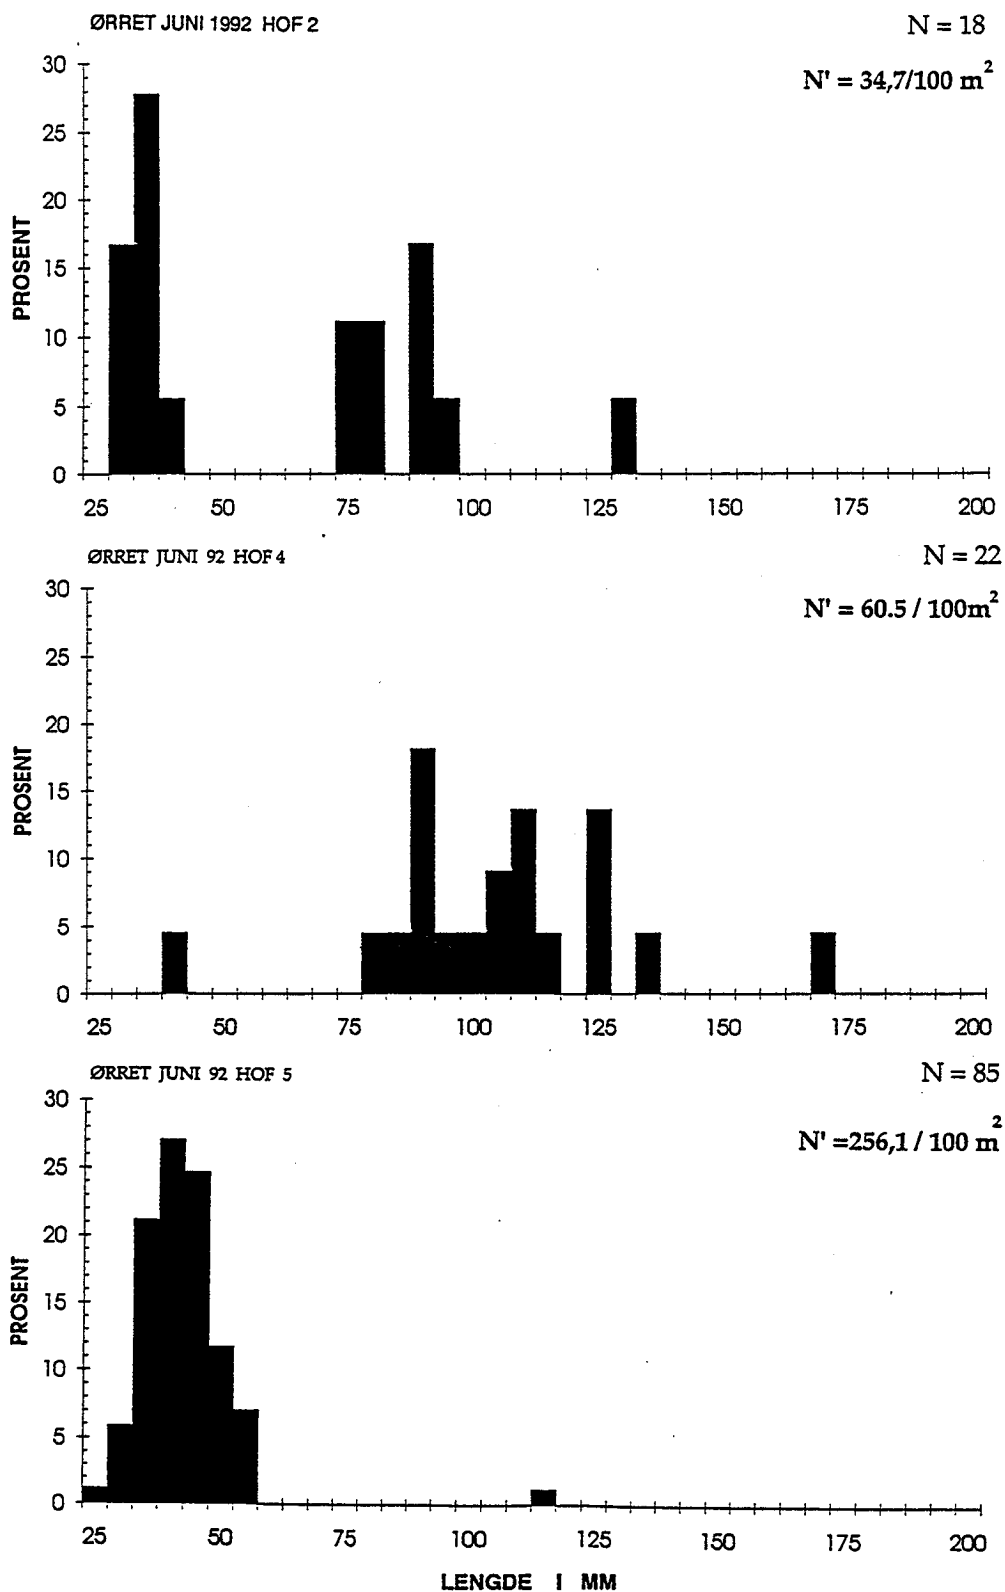 ØRRET JUNI 1992 HOF 2
N = 18
N' = 34,7/100 m²
30
25
20
15
10
5
0
PROSENT
25 50 75 100 125 150 175 200
ØRRET JUNI 92 HOF 4
N = 22
N' = 60.5 / 100m²
30
25
20
15
10
5
0
PROSENT
25 50 75 100 125 150 175 200
ØRRET JUNI 92 HOF 5
N = 85
N' =256,1 / 100 m²
30
25
20
15
10
5
0
PROSENT
25 50 75 100 125 150 175 200
LENGDE I MM